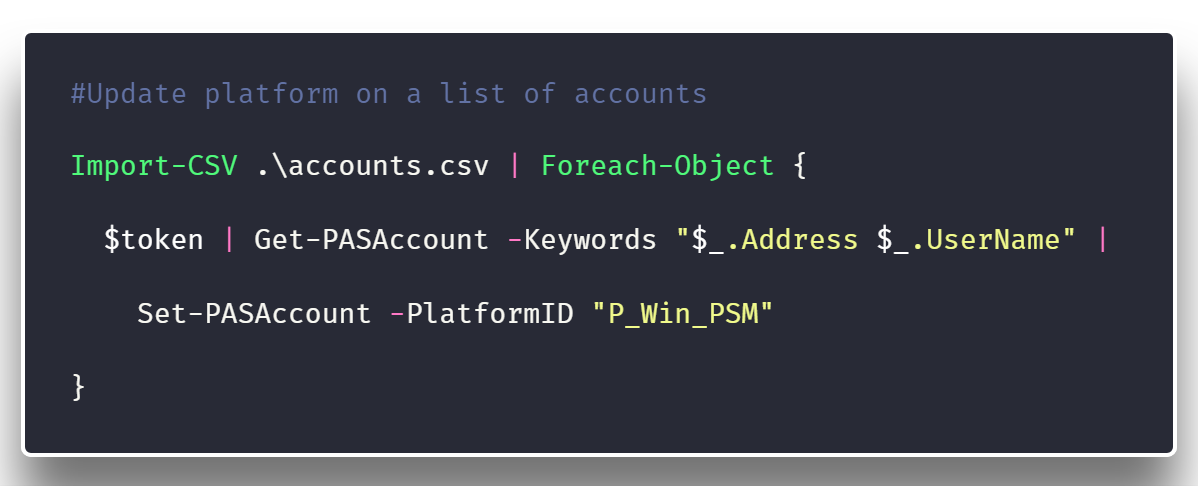 #Update platform on a list of accounts
Import-CSV .\accounts.csv | Foreach-Object {
$token | Get-PASAccount -Keywords "$_.Address $_.UserName" |
Set-PASAccount -PlatformID "P_Win_PSM"
}